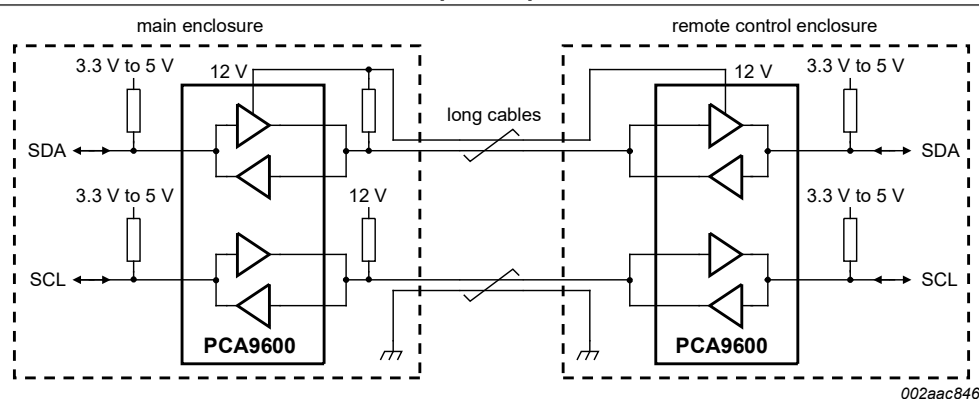 main enclosure
remote control enclosure
3.3 V to 5 V
12 V
12 V
3.3 V to 5 V
long cables
SDA
SDA
3.3 V to 5 V
12 V
3.3 V to 5 V
SCL
SCL
PCA9600
PCA9600
002aac846